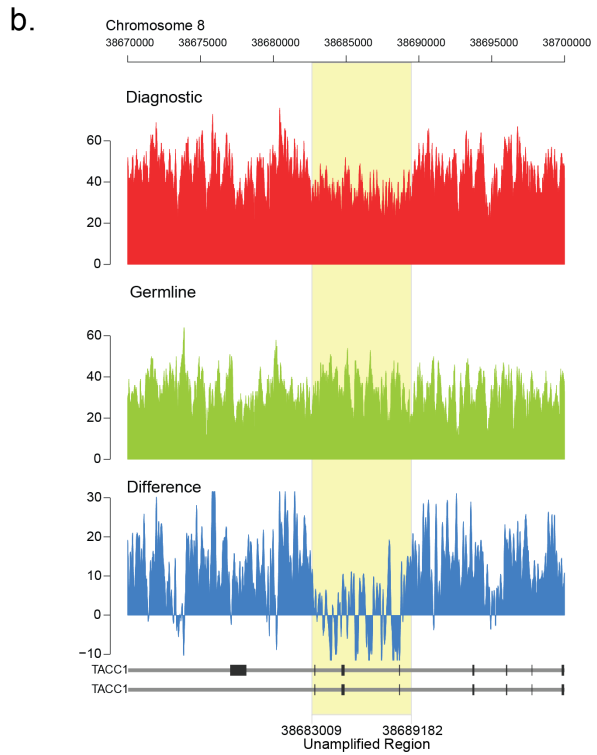 b.
Chromosome 8
38670000 38675000 38680000 38685000 38690000 38695000 38700000
Diagnostic
60
40
20
0
Germline
60
40
20
0
Difference
30
20
10
0
−10
TACC1
TACC1
38683009 38689182
Unamplified Region